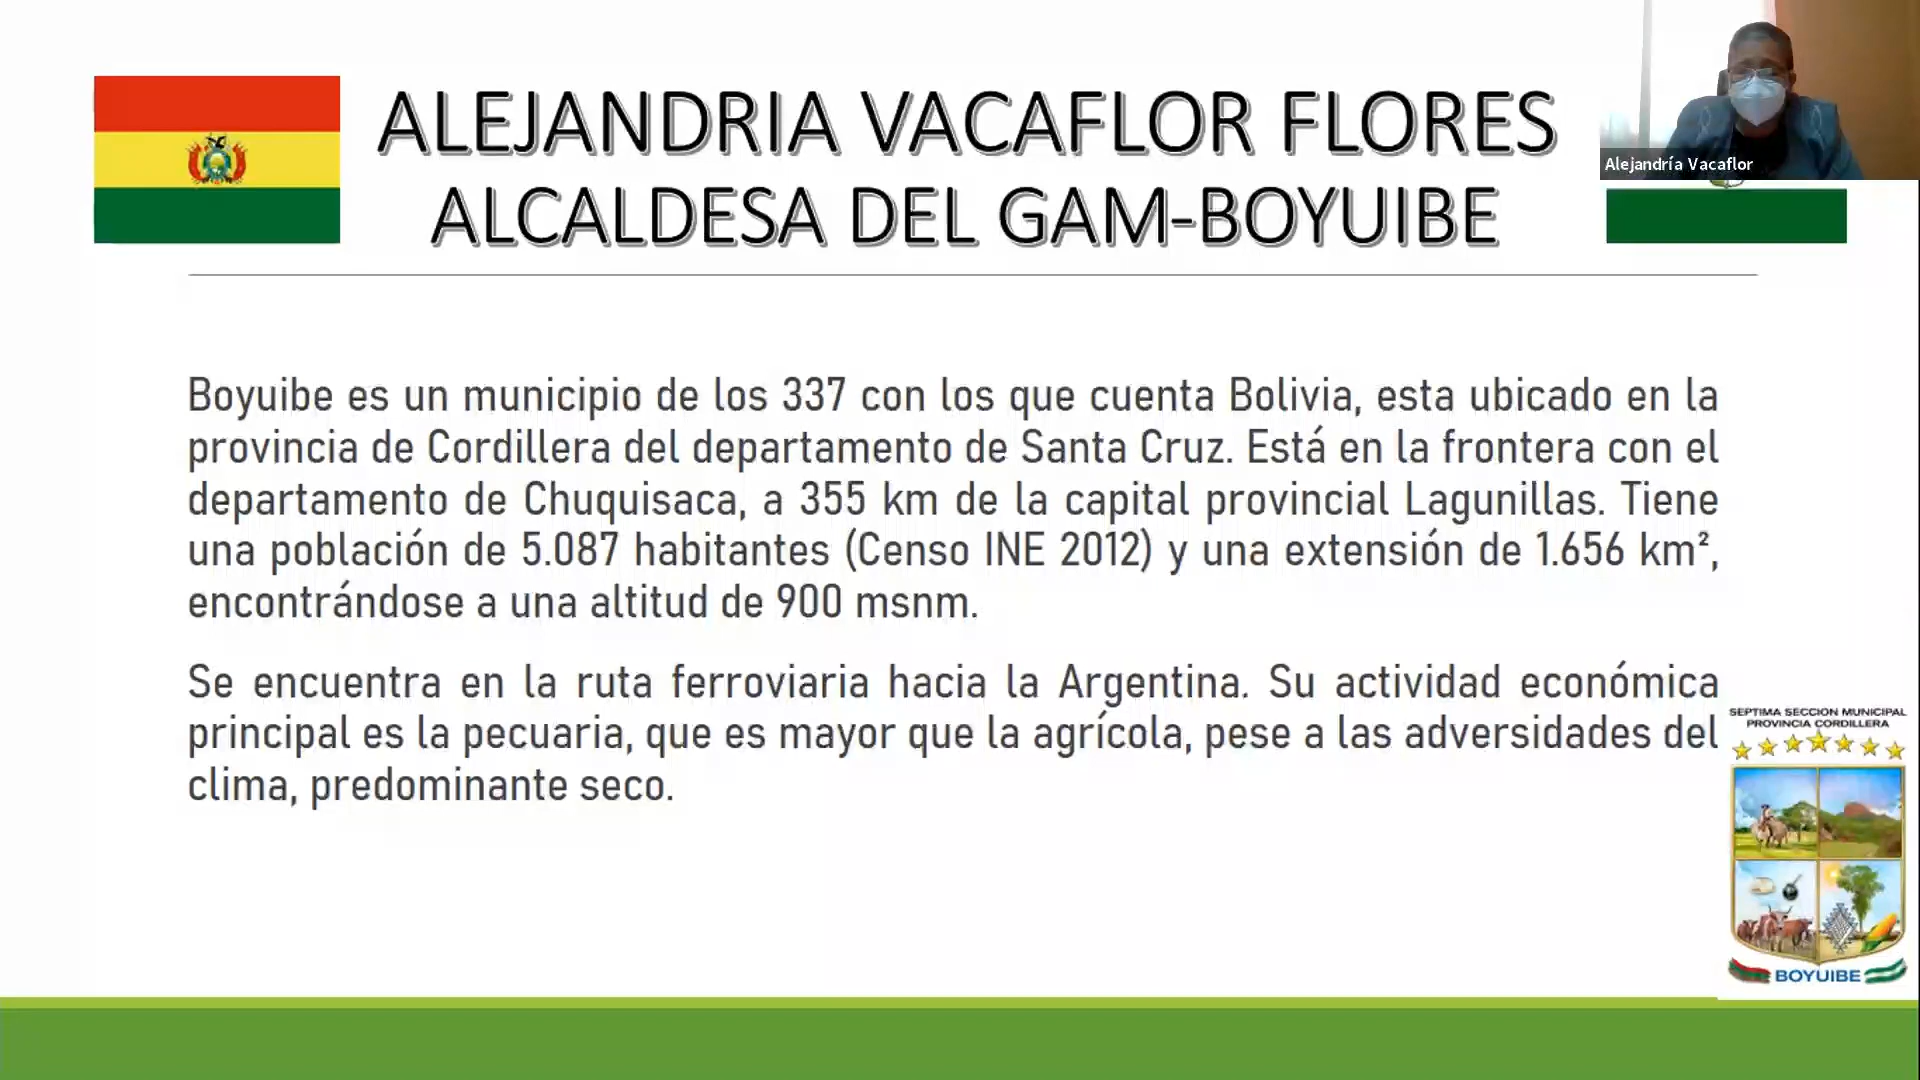 ALEJANDRIA VACAFLOR FLORES
ALCALDESA DEL GAM-BOYUIBE
Alejandría Vacaflor
Boyuibe es un municipio de los 337 con los que cuenta Bolivia, esta ubicado en la
provincia de Cordillera del departamento de Santa Cruz. Está en la frontera con el
departamento de Chuquisaca, a 355 km de la capital provincial Lagunillas. Tiene
una población de 5.087 habitantes (Censo INE 2012) y una extensión de 1.656 km²,
encontrándose a una altitud de 900 msnm.
Se encuentra en la ruta ferroviaria hacia la Argentina. Su actividad económica
principal es la pecuaria, que es mayor que la agrícola, pese a las adversidades del
clima, predominante seco.
SEPTIMA SECCION MUNICIPAL
PROVINCIA CORDILLERA
BOYUIBE